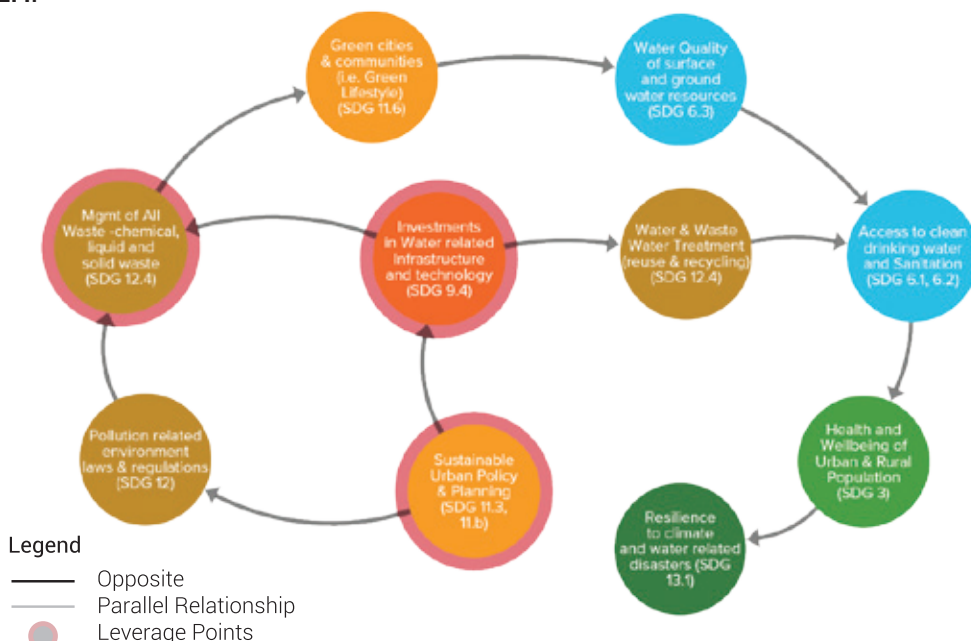 Green cities
& communities
(i.e. Green
Lifestyle)
(SDG 11.6)
Water Quality
of surface
and ground
water resources
(SDG 6.3)
Mgmt of All
Waste -chemical,
liquid and
solid waste
(SDG 12.4)
Investments
in Water related
Infrastructure
and technology
(SDG 9.4)
Water & Waste
Water Treatment
(reuse & recycling)
(SDG 12.4)
Access to clean
drinking water
and Sanitation
(SDG 6.1, 6.2)
Pollution related
environment
laws & regulations
(SDG 12)
Sustainable
Urban Policy
& Planning
(SDG 11.3,
11.b)
Health and
Wellbeing of
Urban & Rural
Population
(SDG 3)
Resilience
to climate
and water related
disasters (SDG
13.1)
Legend
Opposite
Parallel Relationship
Leverage Points